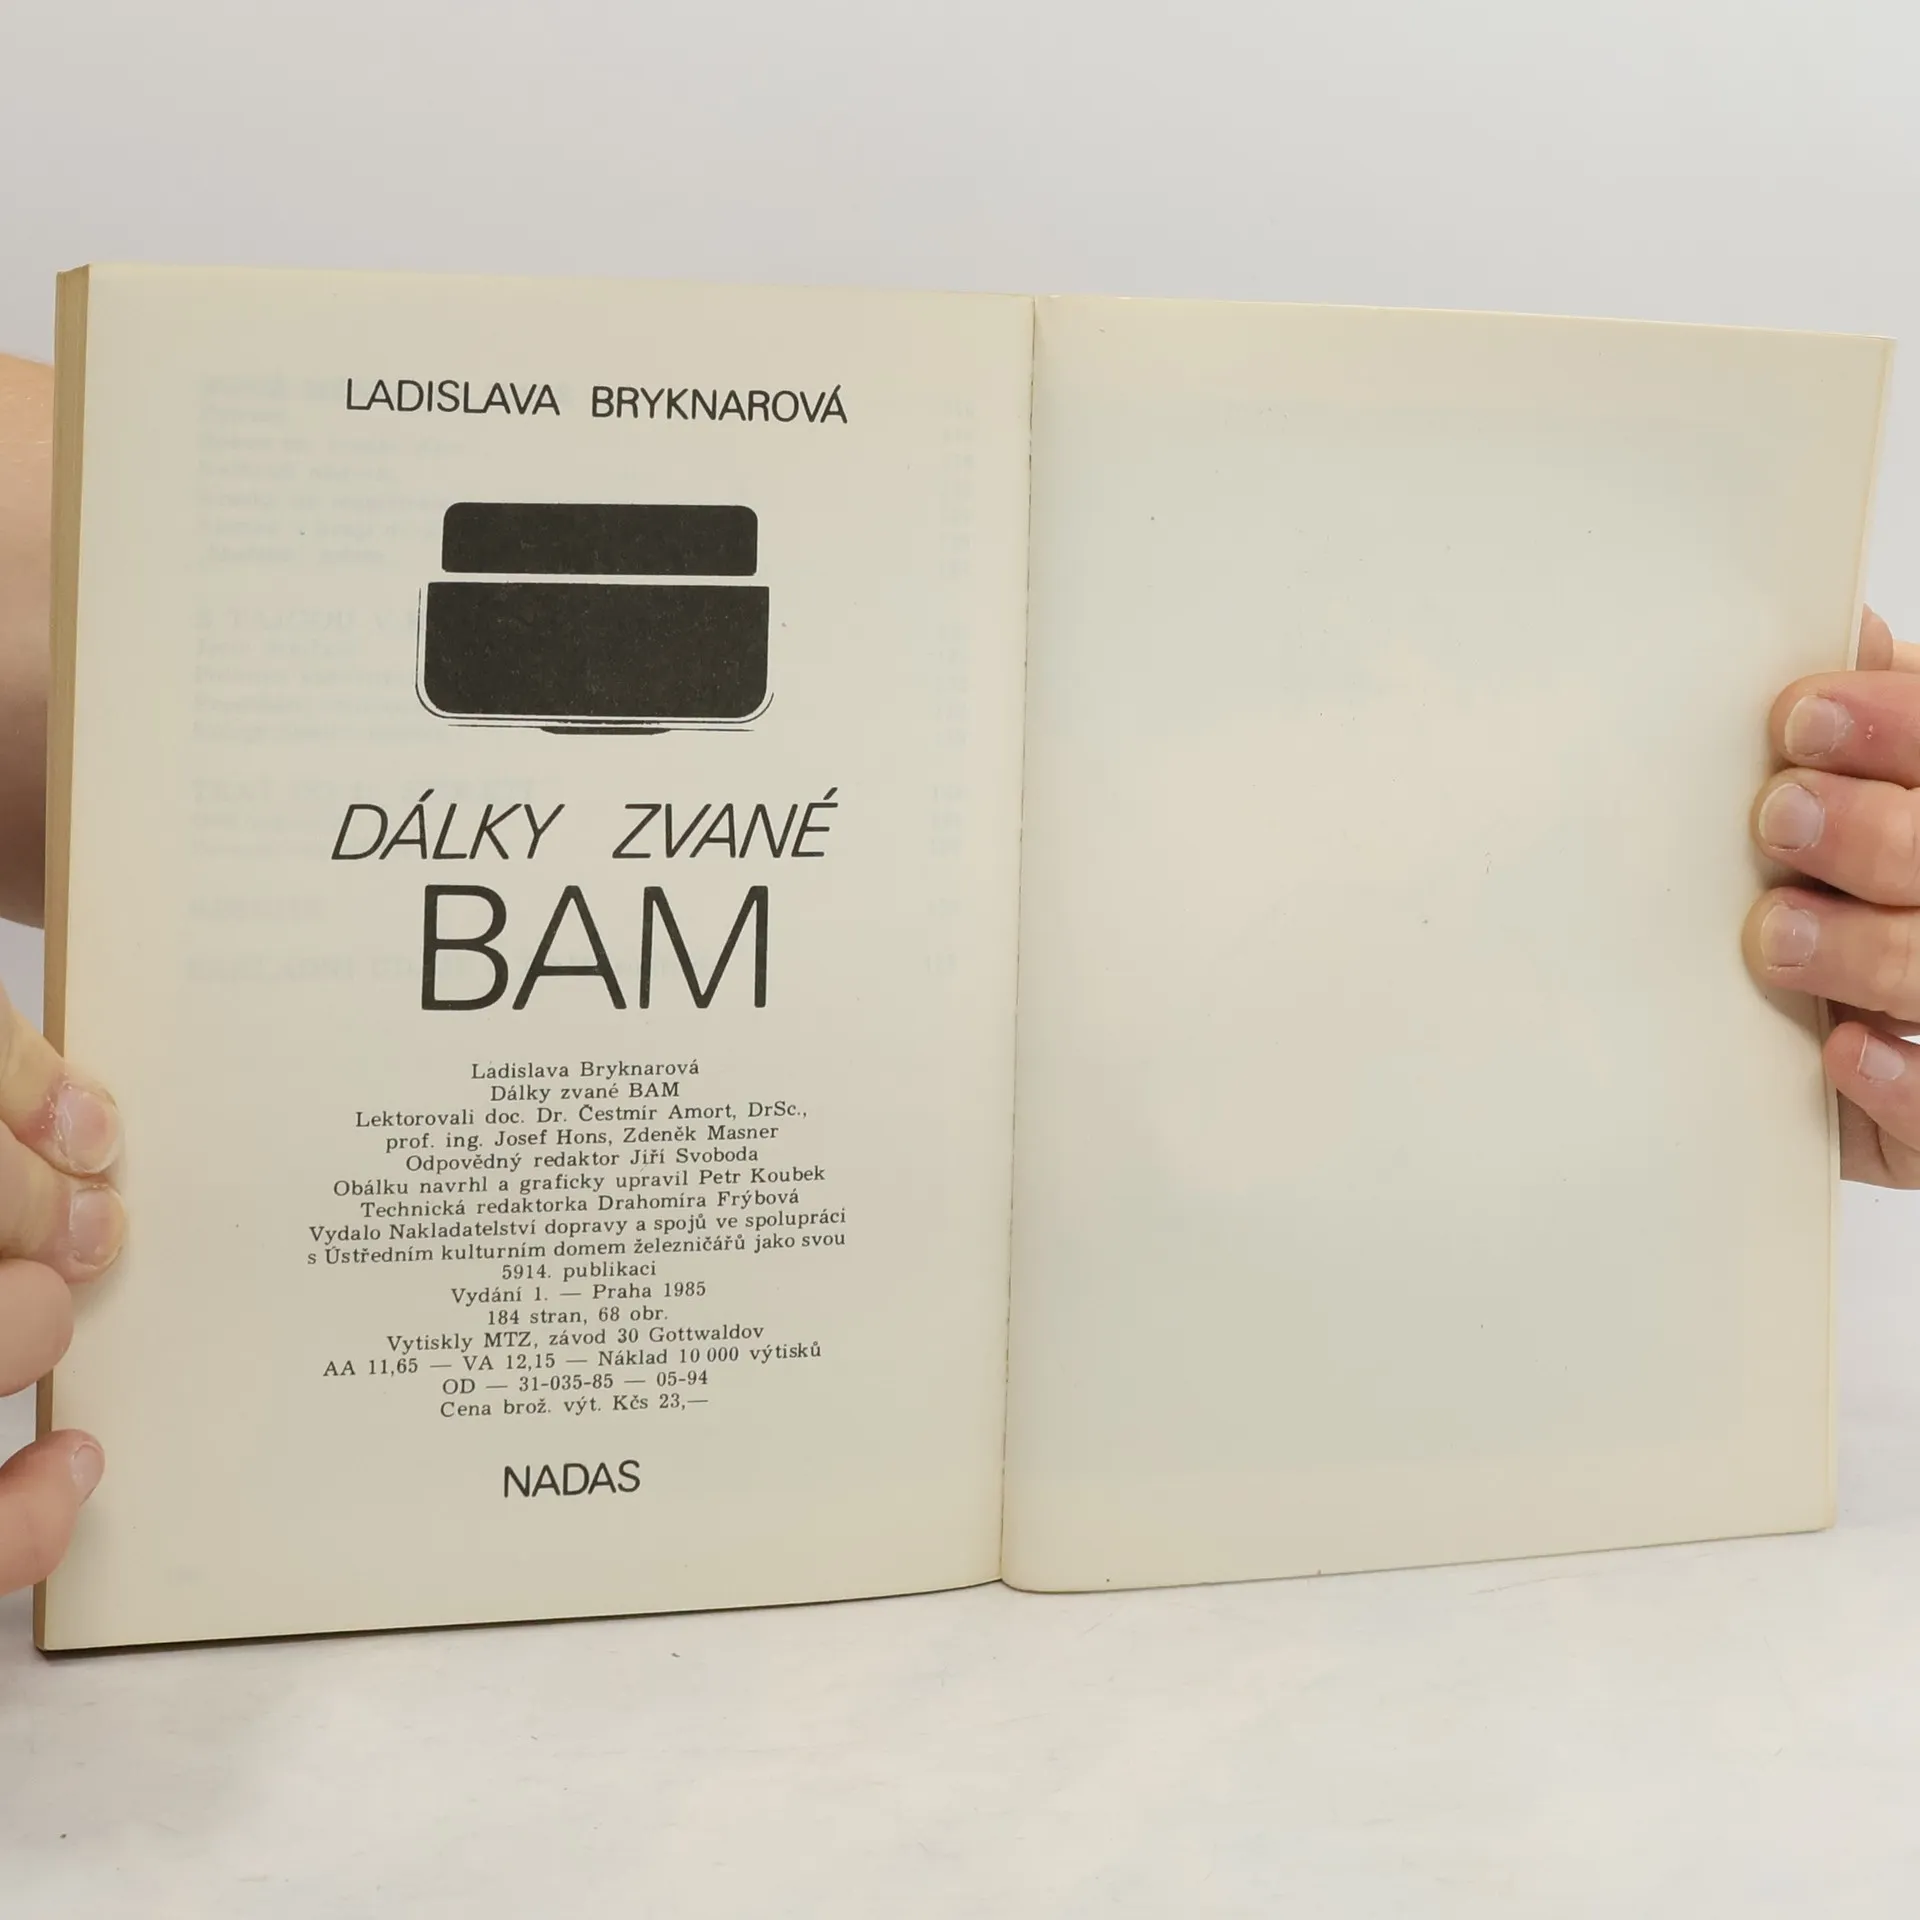 LADISLAVA BRYKNAROVÁ
DÁLKY ZVANÉ
BAM
Ladislava Bryknarová
Dálky zvané BAM
Lektorovali doc. Dr. Čestmír Amort, DrSc.,
prof. ing. Josef Hons, Zdeněk Masner
Odpovědný redaktor Jiří Svoboda
Obálku navrhl a graficky upravil Petr Koubek
Technická redaktorka Drahomíra Frýbová
Vydalo Nakladatelství dopravy a spojů ve spolupráci
s Ústředním kulturním domem železničářů jako svou
5914. publikaci
Vydání 1. — Praha 1985
184 stran, 68 obr.
Vytiskly MTZ, závod 30 Gottwaldov
AA 11,65 — VA 12,15 — Náklad 10 000 výtisků
OD — 31-035-85 — 05-94
Cena brož. výt. Kčs 23,—
NADAS